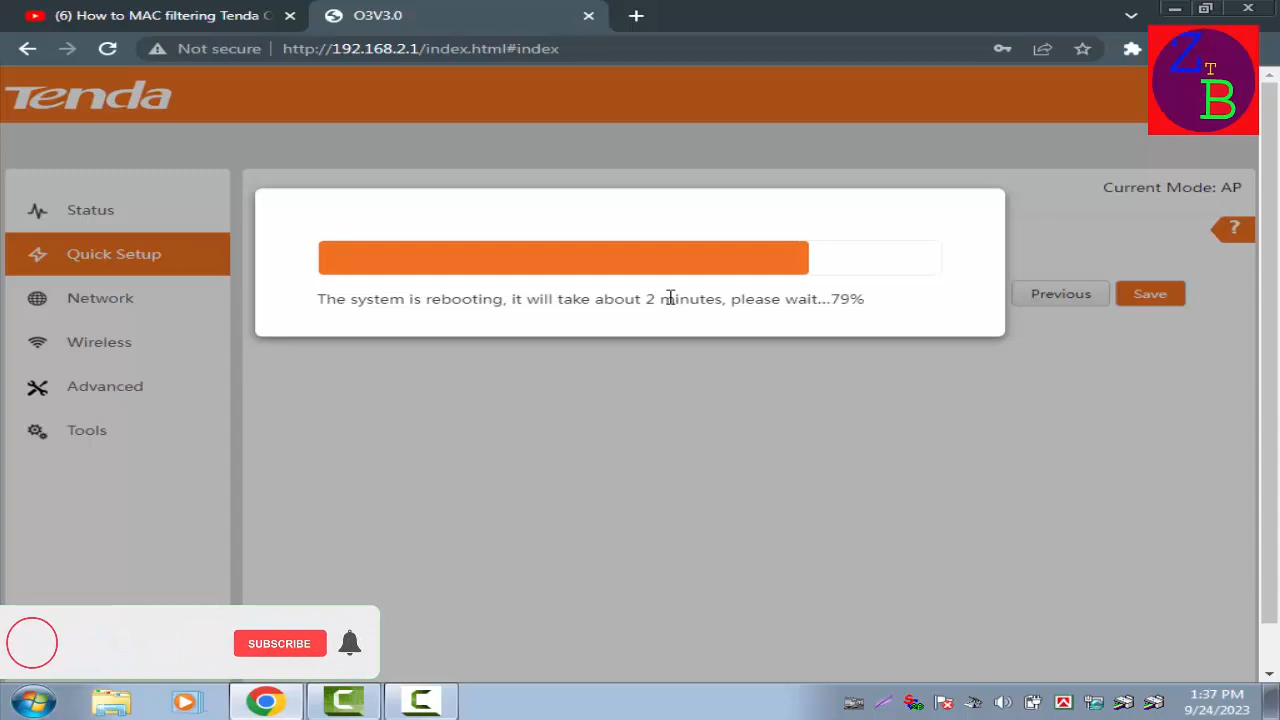 (6) How to MAC filtering Tenda
O3V3.0
Not secure
http://192.168.2.1/index.html#index
Z
T
B
Tenda
Current Mode: AP
?
Status
Quick Setup
Network
Wireless
Advanced
Tools
The system is rebooting, it will take about 2 minutes, please wait...79%
Previous
Save
SUBSCRIBE
1:37 PM
9/24/2023